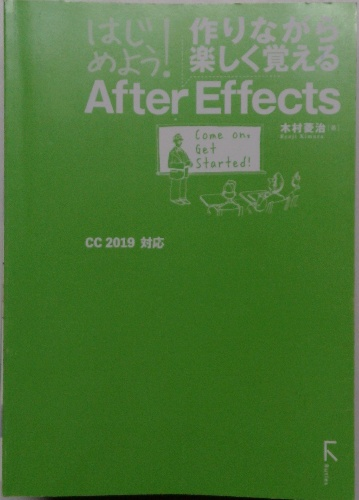 はじめよう!
作りながら
楽しく覚える
After Effects
木村菱治 [著]
Come on,
Get
Started!
CC 2019 対応
Rutles